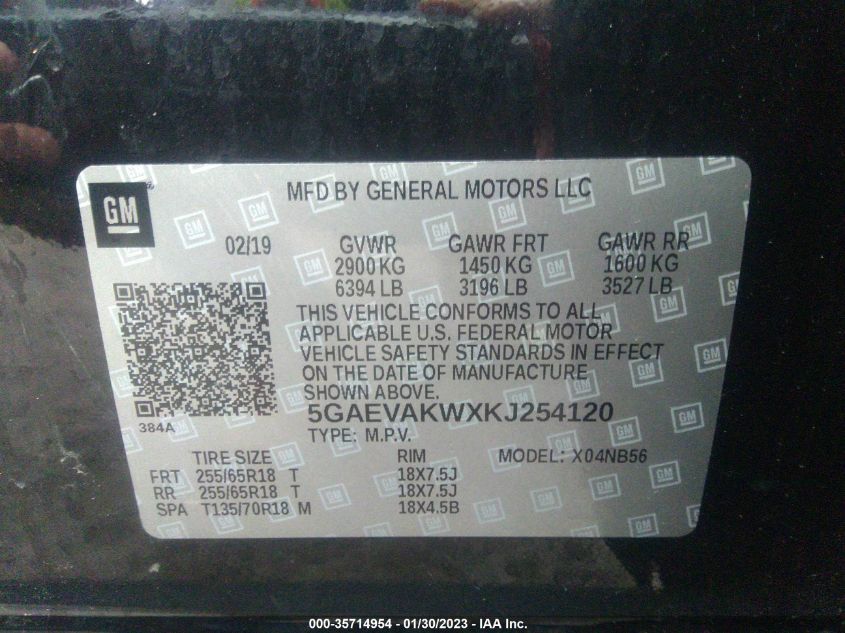 GM
MFD BY GENERAL MOTORS LLC
02/19 GVWR GAWR FRT GAWR RR
2900 KG 1450 KG 1600 KG
6394 LB 3196 LB 3527 LB
THIS VEHICLE CONFORMS TO ALL
APPLICABLE U.S. FEDERAL MOTOR
VEHICLE SAFETY STANDARDS IN EFFECT
ON THE DATE OF MANUFACTURE
SHOWN ABOVE.
384A
5GAEVAKWXKJ254120
TYPE: M.P.V.
TIRE SIZE RIM MODEL: X04NB56
FRT 255/65R18 T 18X7.5J
RR 255/65R18 T 18X7.5J
SPA T135/70R18 M 18X4.5B
000-35714954 - 01/30/2023 - IAA Inc.